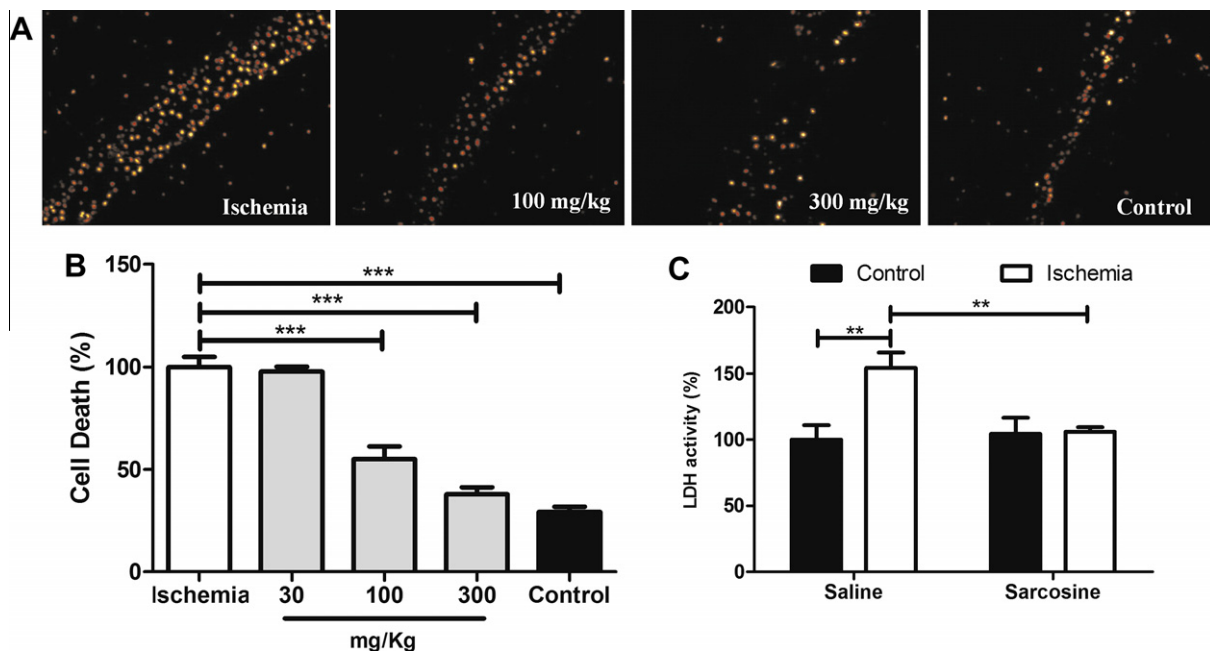 A
Ischemia
100 mg/kg
300 mg/kg
Control
B
Cell Death (%)
150
100
50
0
***
***
***
Ischemia 30 100 300 Control
mg/Kg
C
Control Ischemia
LDH activity (%)
200
150
100
50
0
**
**
Saline Sarcosine